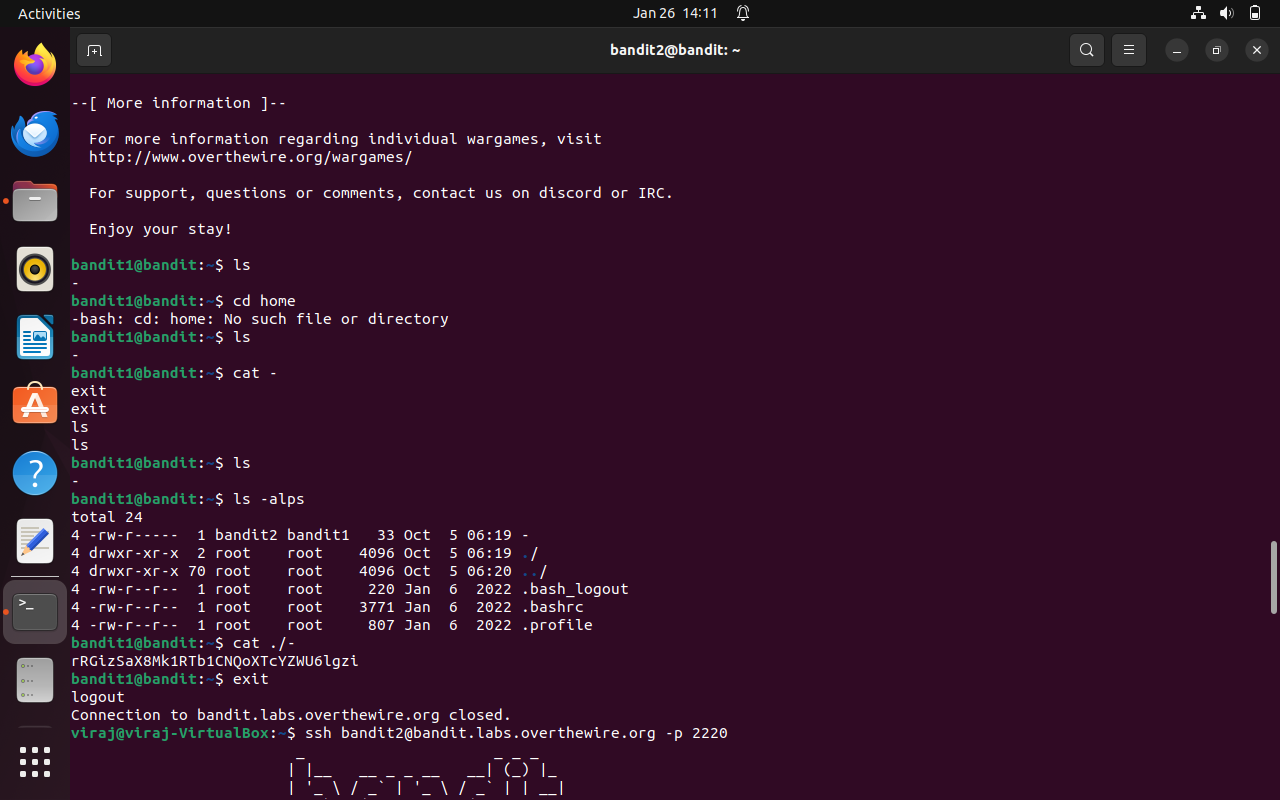 Activities
Jan 26 14:11
bandit2@bandit: ~
--[ More information ]--
For more information regarding individual wargames, visit
http://www.overthewire.org/wargames/
For support, questions or comments, contact us on discord or IRC.
Enjoy your stay!
bandit1@bandit:~$ ls
-
bandit1@bandit:~$ cd home
-bash: cd: home: No such file or directory
bandit1@bandit:~$ ls
-
bandit1@bandit:~$ cat -
exit
exit
ls
ls
bandit1@bandit:~$ ls
-
bandit1@bandit:~$ ls -alps
total 24
4 -rw-r-----  1 bandit2 bandit1   33 Oct  5 06:19 -
4 drwxr-xr-x  2 root    root    4096 Oct  5 06:19 ./
4 drwxr-xr-x 70 root    root    4096 Oct  5 06:20 ../
4 -rw-r--r--  1 root    root     220 Jan  6  2022 .bash_logout
4 -rw-r--r--  1 root    root    3771 Jan  6  2022 .bashrc
4 -rw-r--r--  1 root    root     807 Jan  6  2022 .profile
bandit1@bandit:~$ cat ./-
rRGizSaX8Mk1RTb1CNQoXTcYZWU6lgzi
bandit1@bandit:~$ exit
logout
Connection to bandit.labs.overthewire.org closed.
viraj@viraj-VirtualBox:~$ ssh bandit2@bandit.labs.overthewire.org -p 2220